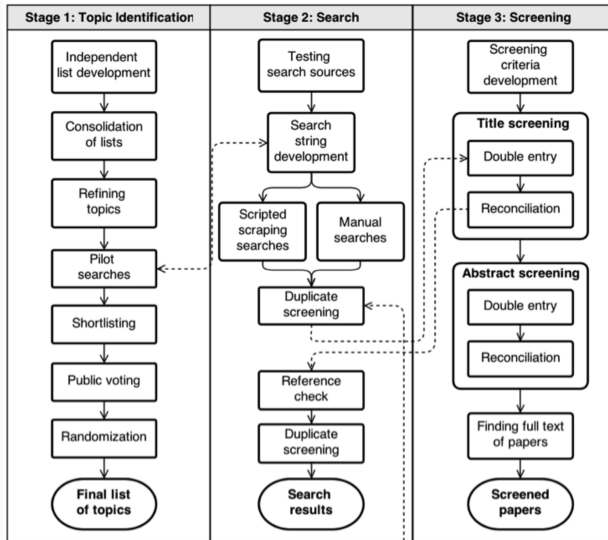 Stage 1: Topic Identification
Independent
list development
Consolidation
of lists
Refining
topics
Pilot
searches
Shortlisting
Public voting
Randomization
Final list
of topics
Stage 2: Search
Testing
search sources
Search
string
development
Scripted
scraping
searches
Manual
searches
Duplicate
screening
Reference
check
Duplicate
screening
Search
results
Stage 3: Screening
Screening
criteria
development
Title screening
Double entry
Reconciliation
Abstract screening
Double entry
Reconciliation
Finding full text
of papers
Screened
papers